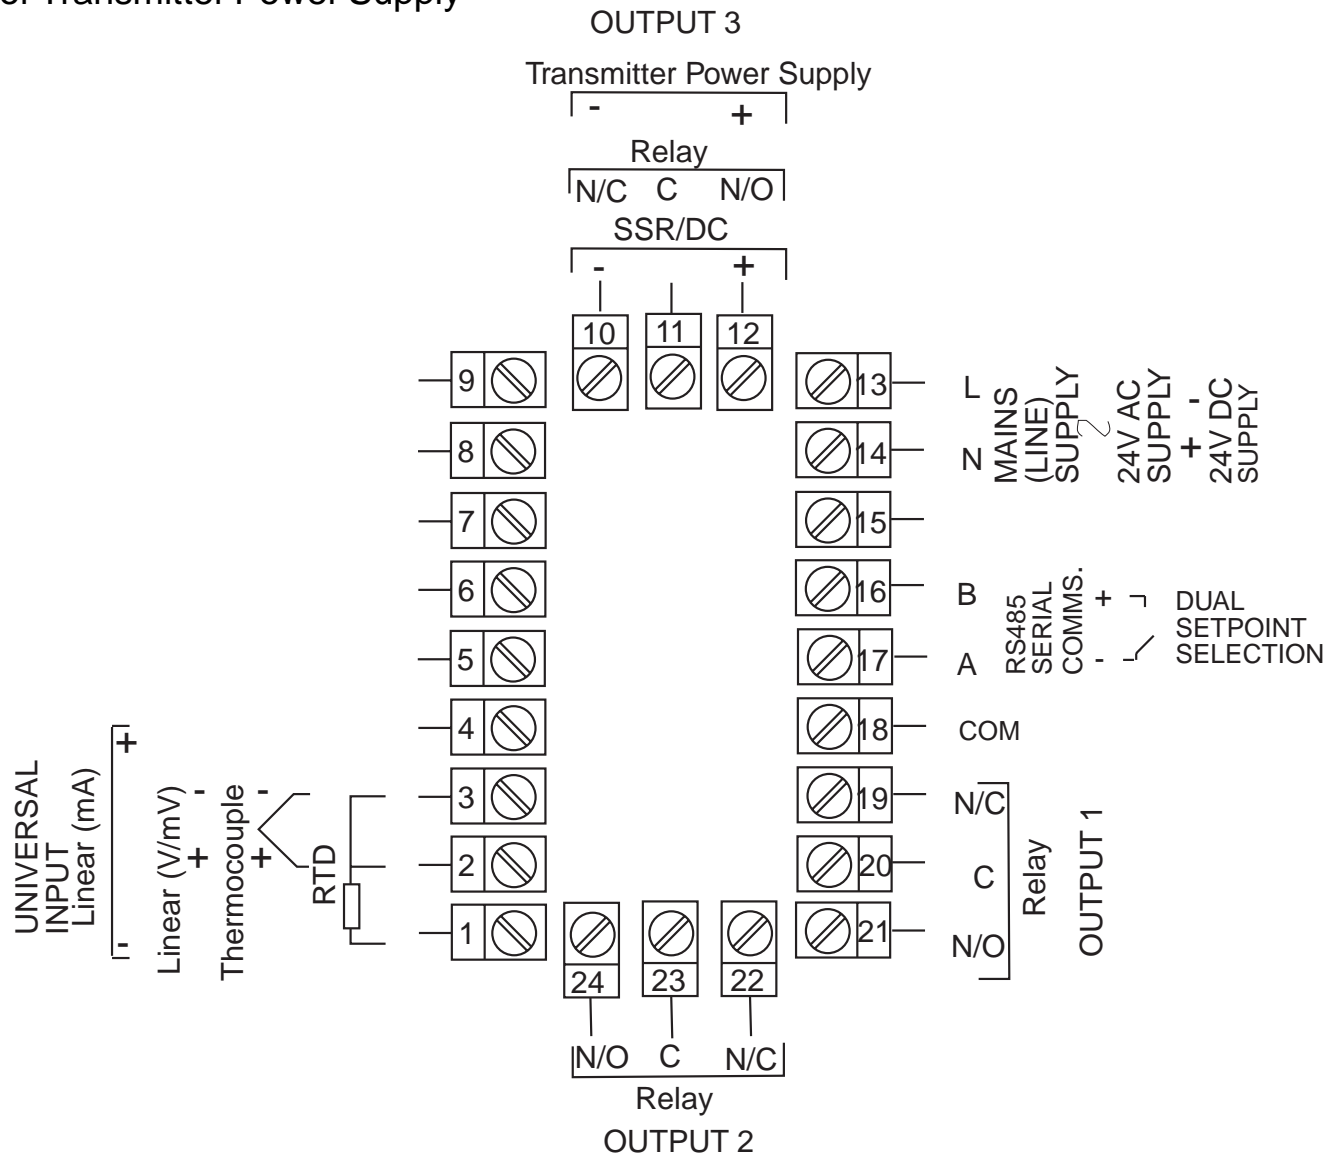 or Transmitter Power Supply
OUTPUT 3
Transmitter Power Supply
- +
Relay
N/C C N/O
SSR/DC
- +
10 11 12
9
8
7
6
5
4
3
2
1
13
14
15
16
17
18
19
20
21
24 23 22
L
N
MAINS
(LINE)
SUPPLY
24V AC
SUPPLY
- +
24V DC
SUPPLY
B
A
RS485
SERIAL
COMMS.
+
-
DUAL
SETPOINT
SELECTION
COM
N/C
C
N/O
Relay
OUTPUT 1
UNIVERSAL
INPUT
Linear (mA)
+
-
Linear (V/mV)
-
+
Thermocouple
-
+
RTD
N/O C N/C
Relay
OUTPUT 2